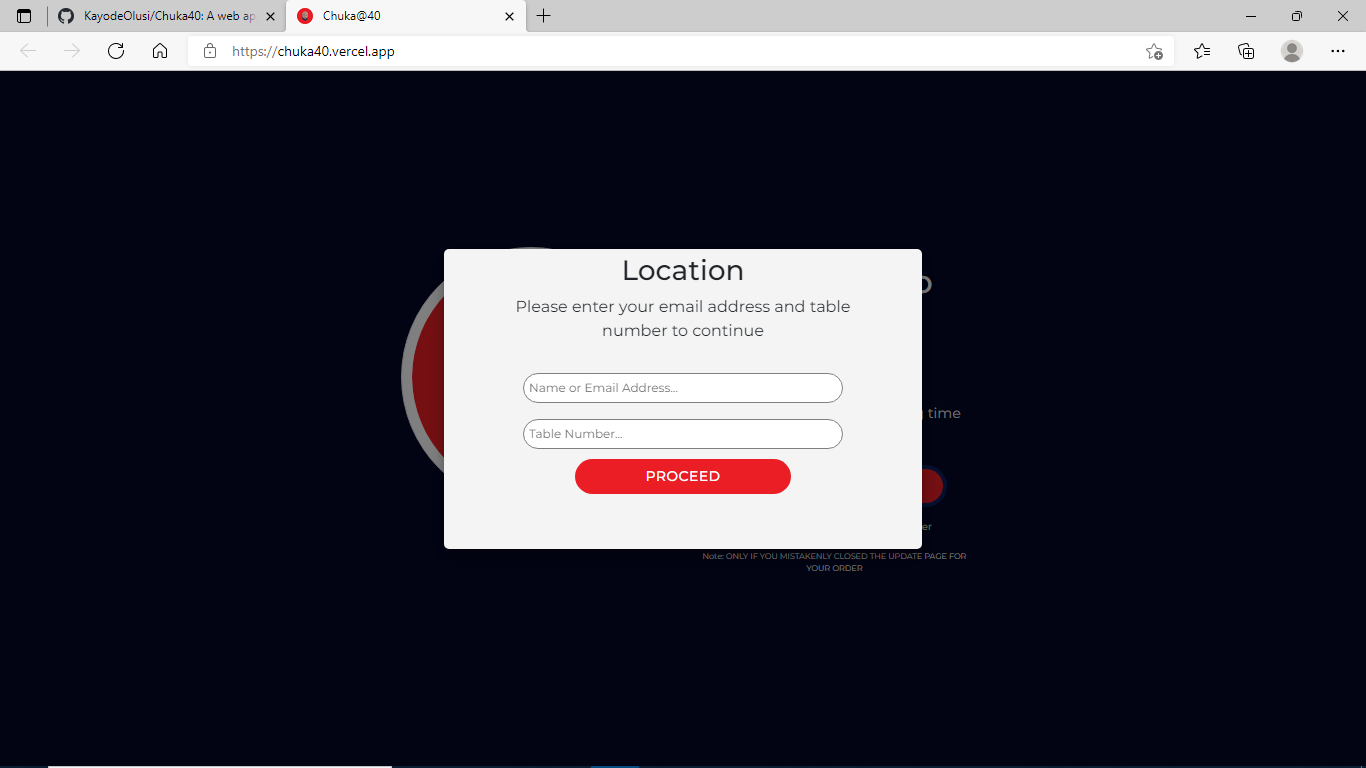 KayodeOlusi/Chuka40: A web ap
Chuka@40
https://chuka40.vercel.app
Location
Please enter your email address and table
number to continue
Name or Email Address...
Table Number...
PROCEED
time
er
Note: ONLY IF YOU MISTAKENLY CLOSED THE UPDATE PAGE FOR
YOUR ORDER